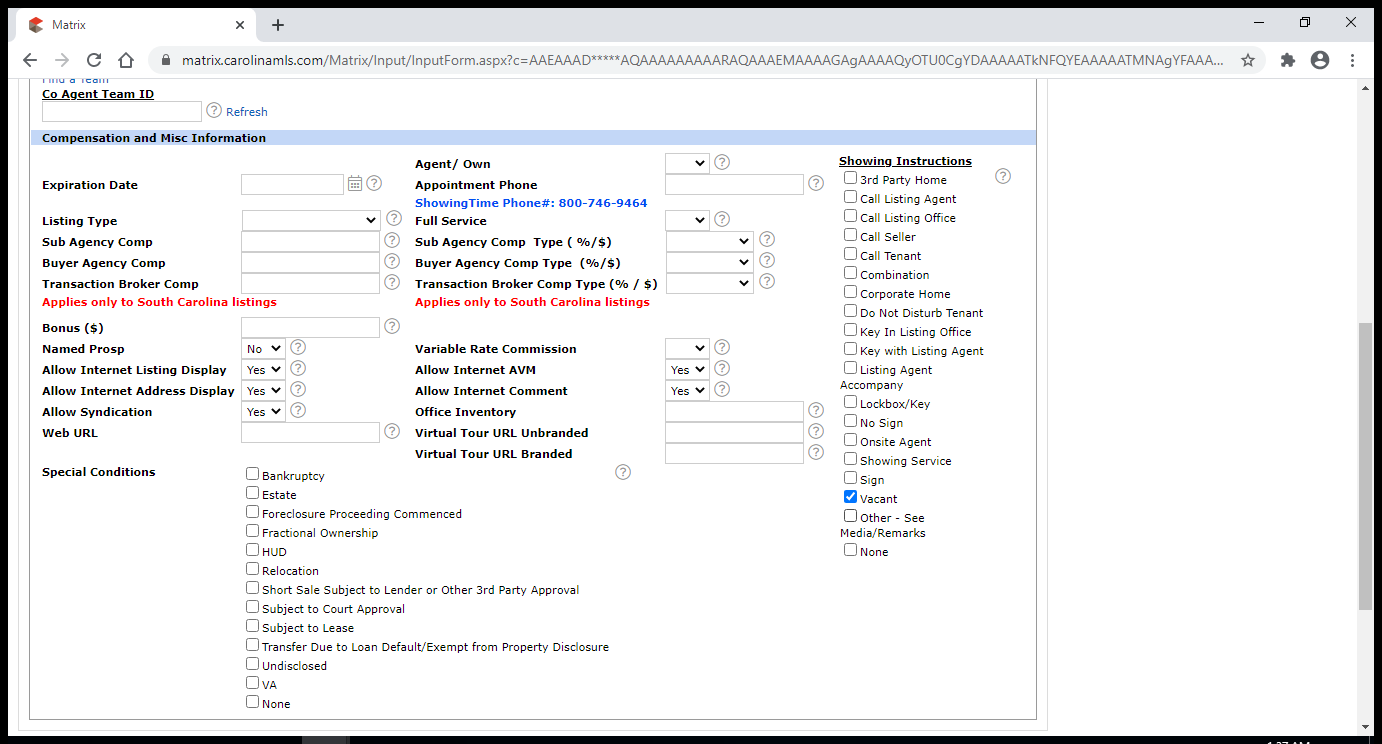 Matrix
matrix.carolinamls.com/Matrix/Input/InputForm.aspx?c=AAEAAAD*****AQAAAAAAAAARAQAAAEMAAAAGAgAAAAQyOTU0CgYDAAAAATkNFQYEAAAAATMNAgYFAAA...
Find a Team
Co Agent Team ID
? Refresh
Compensation and Misc Information
Agent/ Own ?
Expiration Date ?
Appointment Phone ?
ShowingTime Phone#: 800-746-9464
Listing Type ?
Full Service ?
Sub Agency Comp ?
Sub Agency Comp Type ( %/$) ?
Buyer Agency Comp ?
Buyer Agency Comp Type (%/$) ?
Transaction Broker Comp ?
Transaction Broker Comp Type (% / $) ?
Applies only to South Carolina listings
Applies only to South Carolina listings
Bonus ($) ?
Named Prosp No ?
Variable Rate Commission ?
Allow Internet Listing Display Yes ?
Allow Internet AVM Yes ?
Allow Internet Address Display Yes ?
Allow Internet Comment Yes ?
Allow Syndication Yes ?
Office Inventory ?
Web URL ?
Virtual Tour URL Unbranded ?
Virtual Tour URL Branded ?
Special Conditions ?
Bankruptcy
Estate
Foreclosure Proceeding Commenced
Fractional Ownership
HUD
Relocation
Short Sale Subject to Lender or Other 3rd Party Approval
Subject to Court Approval
Subject to Lease
Transfer Due to Loan Default/Exempt from Property Disclosure
Undisclosed
VA
None
Showing Instructions
3rd Party Home ?
Call Listing Agent
Call Listing Office
Call Seller
Call Tenant
Combination
Corporate Home
Do Not Disturb Tenant
Key In Listing Office
Key with Listing Agent
Listing Agent
Accompany
Lockbox/Key
No Sign
Onsite Agent
Showing Service
Sign
Vacant
Other - See
Media/Remarks
None